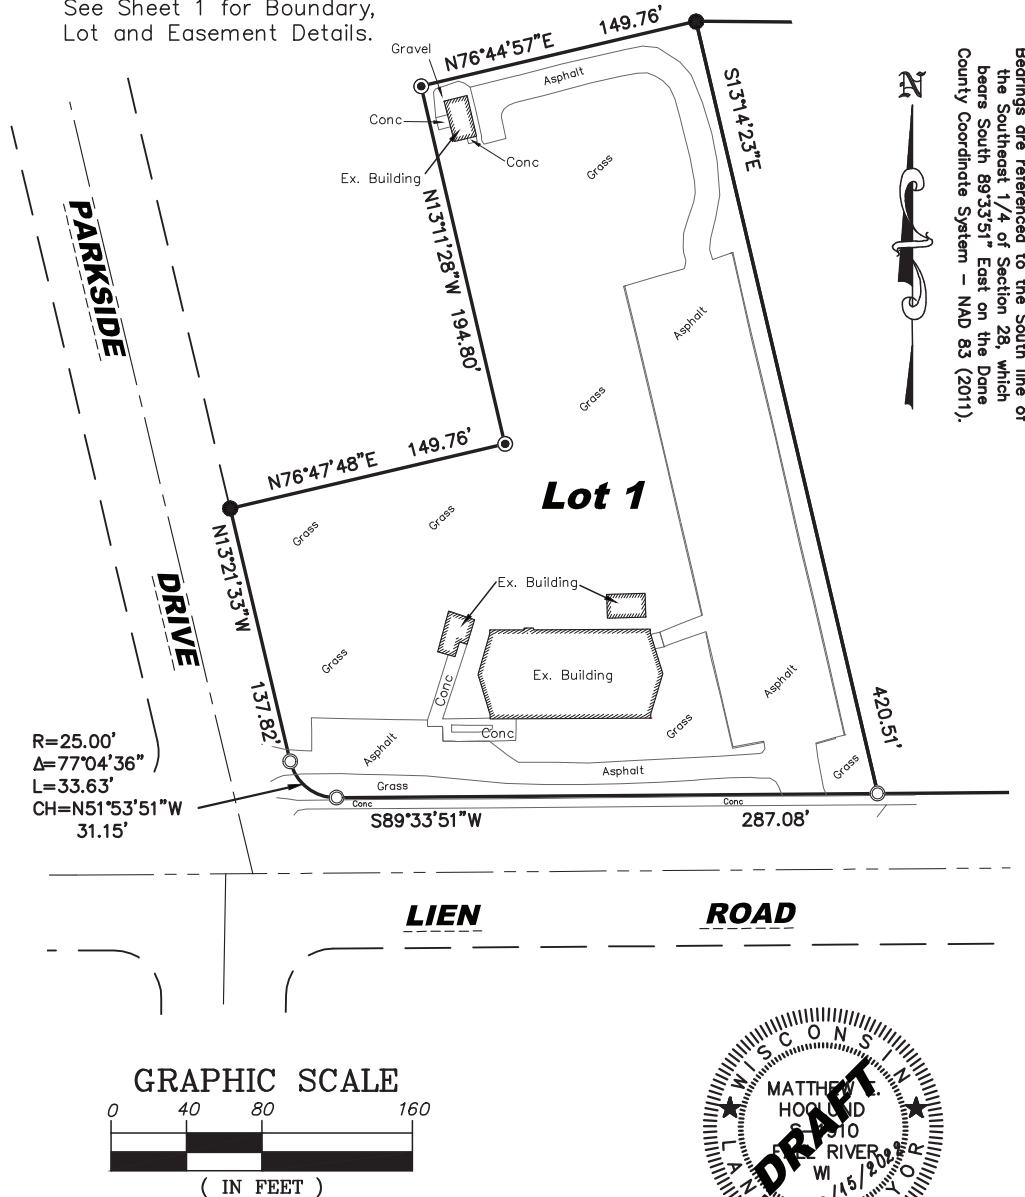 See Sheet 1 for Boundary,
Lot and Easement Details.
N76°44'57"E 149.76'
Gravel
Asphalt
Conc
Conc
Ex. Building
Grass
S13°14'23"E
Bearings are referenced to the South line of
the Southeast 1/4 of Section 28, which
bears South 89°33'51" East on the Dane
County Coordinate System - NAD 83 (2011).
N
N13°11'28"W 194.80'
PARKSIDE
Asphalt
Grass
N76°47'48"E 149.76'
Lot 1
Grass
Grass
N13°21'33"W
DRIVE
Ex. Building
Grass
Ex. Building
Conc
Asphalt
137.82'
420.51'
Grass
Conc
Asphalt
Asphalt
Grass
Grass
R=25.00'
Δ=77°04'36"
L=33.63'
CH=N51°53'51"W
31.15'
Conc
Conc
S89°33'51"W 287.08'
LIEN ROAD
GRAPHIC SCALE
0 40 80 160
( IN FEET )
WISCONSIN
MATTHEW
WI
DRAFT